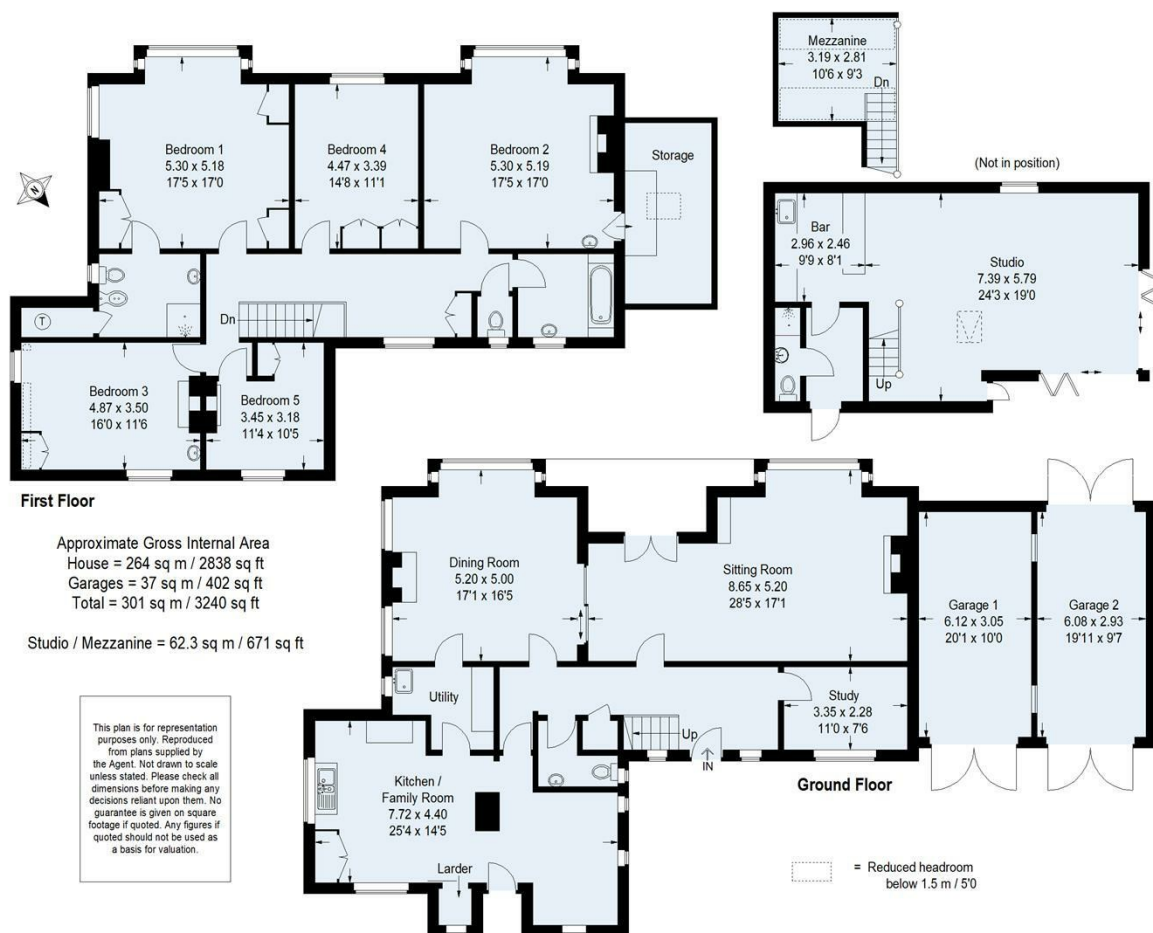 Mezzanine
3.19 x 2.81
10'6 x 9'3
Dn
(Not in position)
Bedroom 1
5.30 x 5.18
17'5 x 17'0
Bedroom 4
4.47 x 3.39
14'8 x 11'1
Bedroom 2
5.30 x 5.19
17'5 x 17'0
Storage
N
T
Dn
Bedroom 3
4.87 x 3.50
16'0 x 11'6
Bedroom 5
3.45 x 3.18
11'4 x 10'5
First Floor
Bar
2.96 x 2.46
9'9 x 8'1
Studio
7.39 x 5.79
24'3 x 19'0
Up
Approximate Gross Internal Area
House = 264 sq m / 2838 sq ft
Garages = 37 sq m / 402 sq ft
Total = 301 sq m / 3240 sq ft
Studio / Mezzanine = 62.3 sq m / 671 sq ft
This plan is for representation
purposes only. Reproduced
from plans supplied by
the Agent. Not drawn to scale
unless stated. Please check all
dimensions before making any
decisions reliant upon them. No
guarantee is given on square
footage if quoted. Any figures if
quoted should not be used as
a basis for valuation.
Dining Room
5.20 x 5.00
17'1 x 16'5
Sitting Room
8.65 x 5.20
28'5 x 17'1
Garage 1
6.12 x 3.05
20'1 x 10'0
Garage 2
6.08 x 2.93
19'11 x 9'7
Utility
Study
3.35 x 2.28
11'0 x 7'6
Up
IN
Kitchen /
Family Room
7.72 x 4.40
25'4 x 14'5
Larder
Ground Floor
= Reduced headroom
below 1.5 m / 5'0